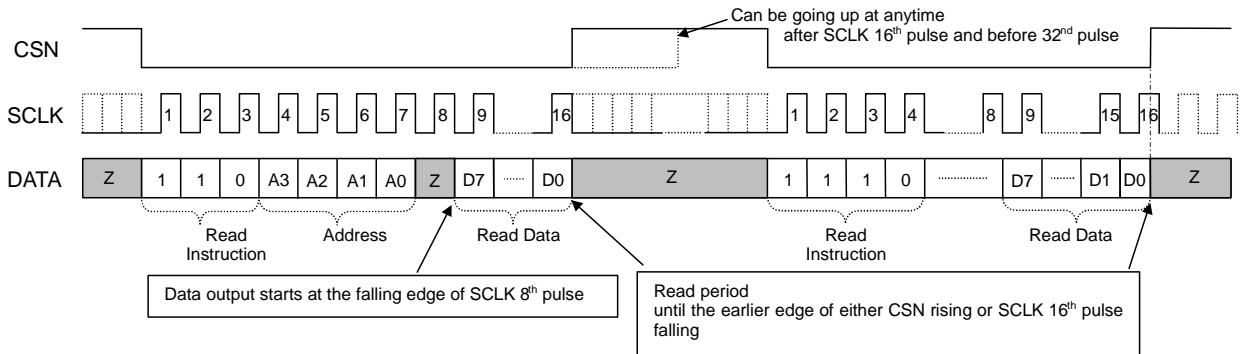 Can be going up at anytime
after SCLK 16th pulse and before 32nd pulse
CSN
SCLK
1 2 3 4 5 6 7 8 9 16 1 2 3 4 8 9 15 16
DATA
Z 1 1 0 A3 A2 A1 A0 Z D7 ······ D0 Z 1 1 1 0 ··········· D7 ······ D1 D0 Z
Read
Instruction
Address
Read Data
Read
Instruction
Read Data
Data output starts at the falling edge of SCLK 8th pulse
Read period
until the earlier edge of either CSN rising or SCLK 16th pulse
falling